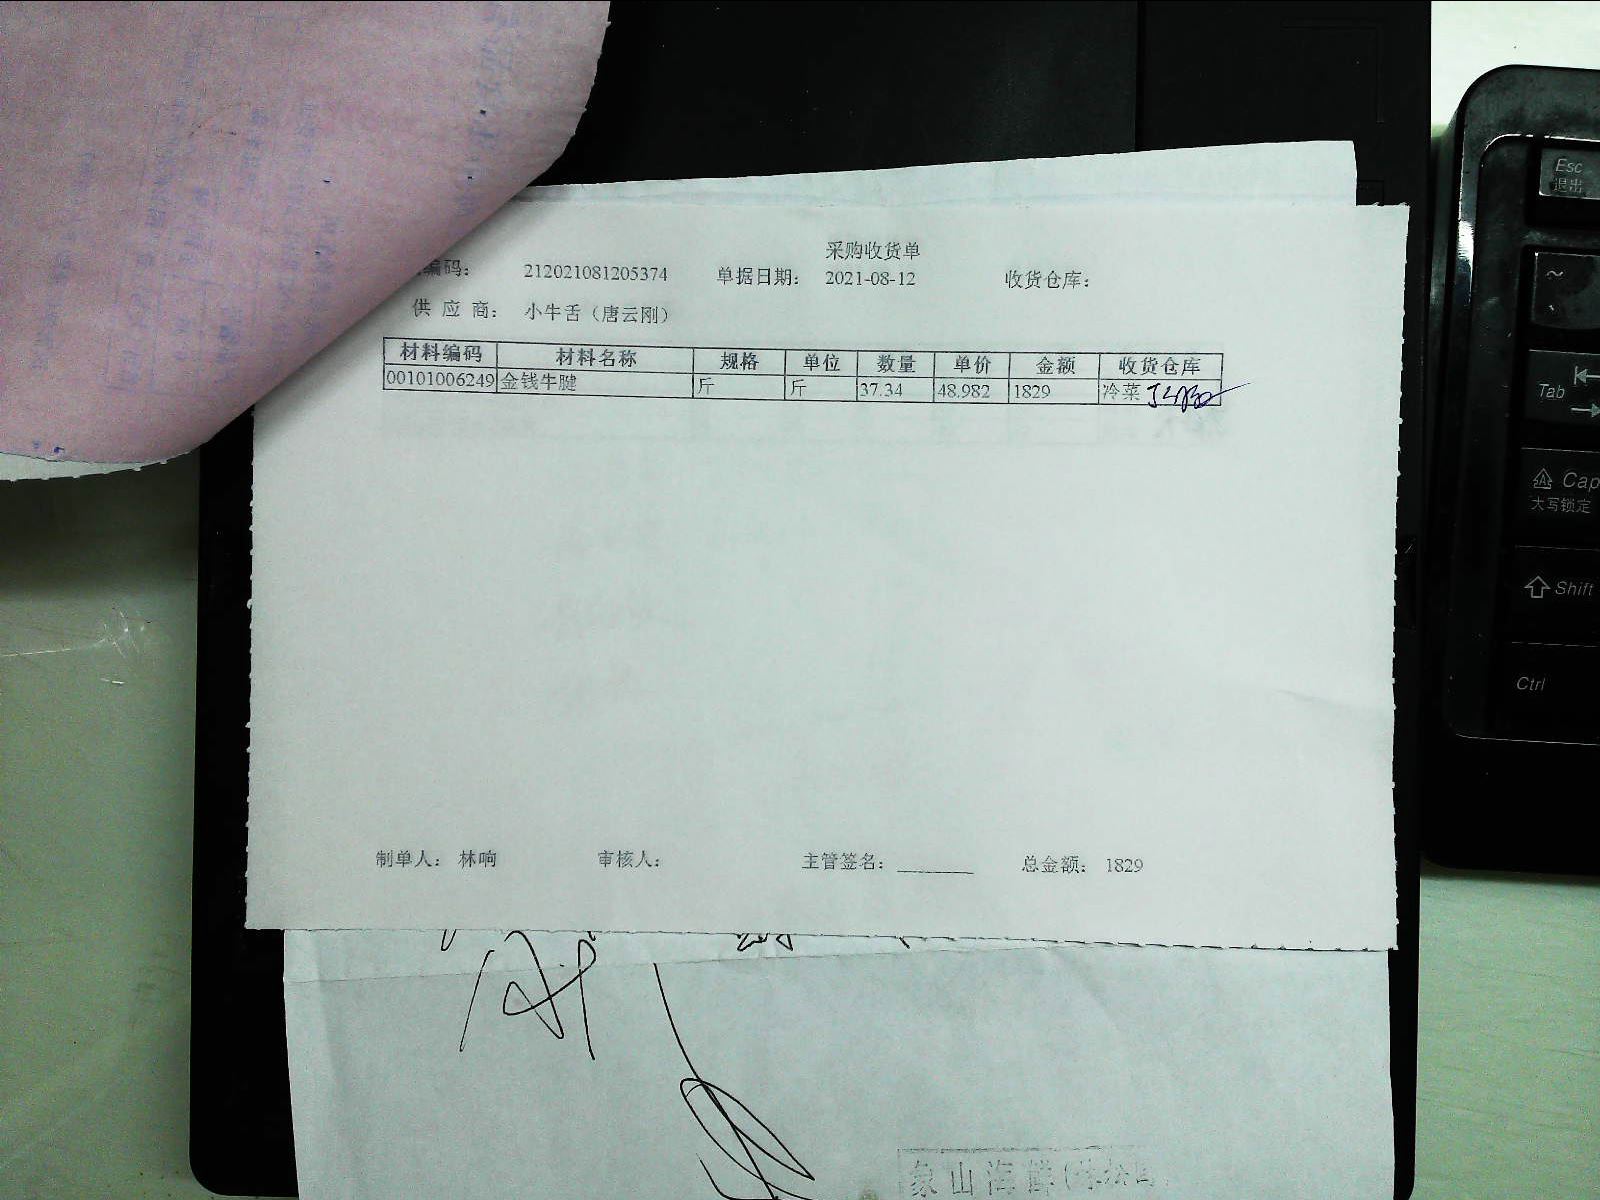 采购收货单
编码： 212021081205374 单据日期： 2021-08-12 收货仓库：
供 应 商： 小牛舌（唐云刚）
材料编码 材料名称 规格 单位 数量 单价 金额 收货仓库
00101006249 金钱牛腱 斤 斤 37.34 48.982 1829 冷菜
制单人： 林响 审核人： 主管签名： 总金额： 1829
象山海鲜
Esc
退出
~
、
Tab
Cap
大写锁定
Shift
Ctrl